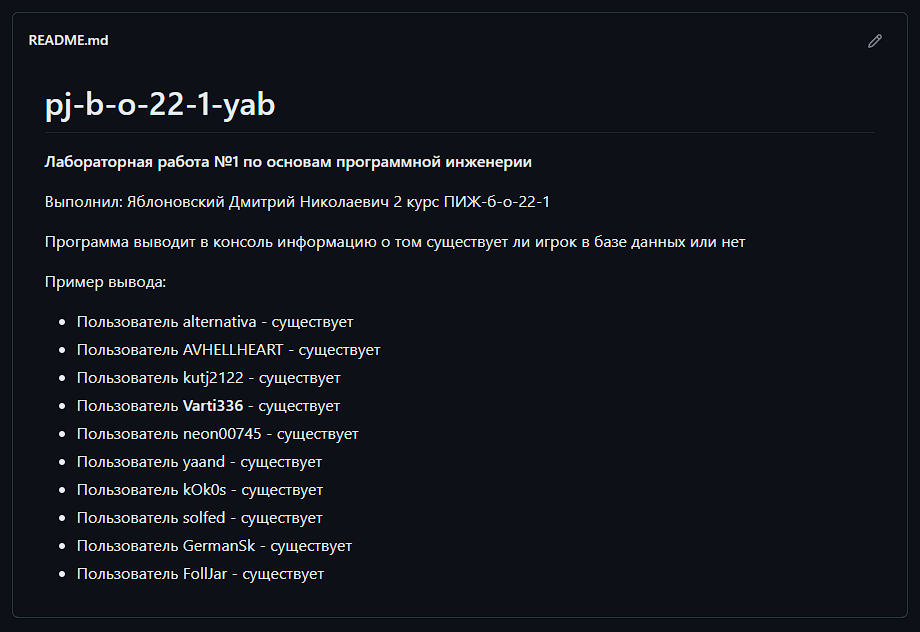 README.md
pj-b-o-22-1-yab
Лабораторная работа №1 по основам программной инженерии
Выполнил: Яблоновский Дмитрий Николаевич 2 курс ПИЖ-б-о-22-1
Программа выводит в консоль информацию о том существует ли игрок в базе данных или нет
Пример вывода:
Пользователь alternativa - существует
Пользователь AVHELLHEART - существует
Пользователь kutj2122 - существует
Пользователь Varti336 - существует
Пользователь neon00745 - существует
Пользователь yaand - существует
Пользователь kOk0s - существует
Пользователь solfed - существует
Пользователь GermanSk - существует
Пользователь FollJar - существует